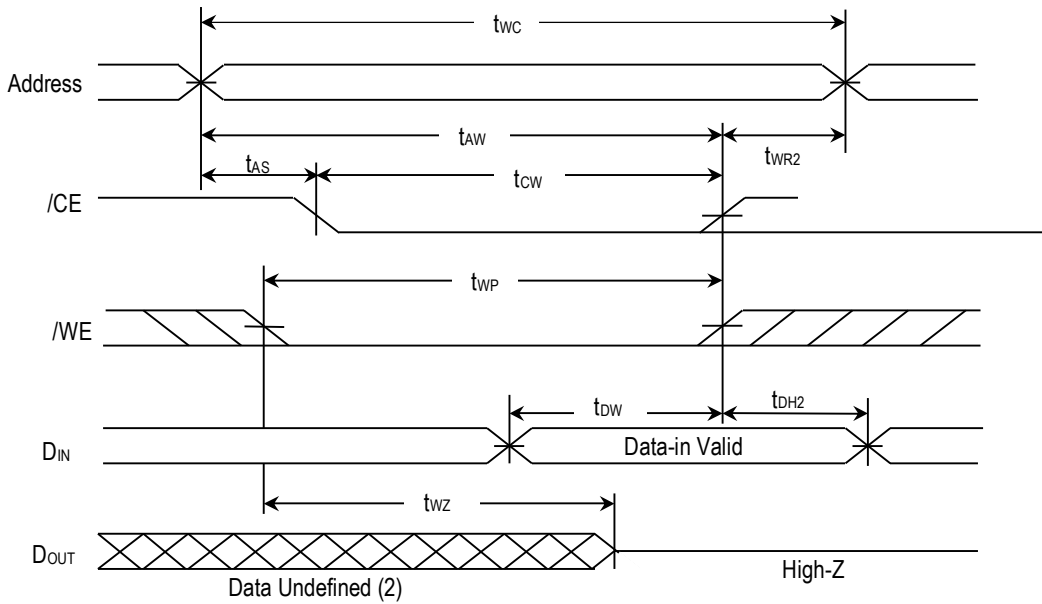 tWC
Address
tAW
tWR2
tAS
tCW
/CE
tWP
/WE
tDW
tDH2
DIN
Data-in Valid
tWZ
DOUT
High-Z
Data Undefined (2)